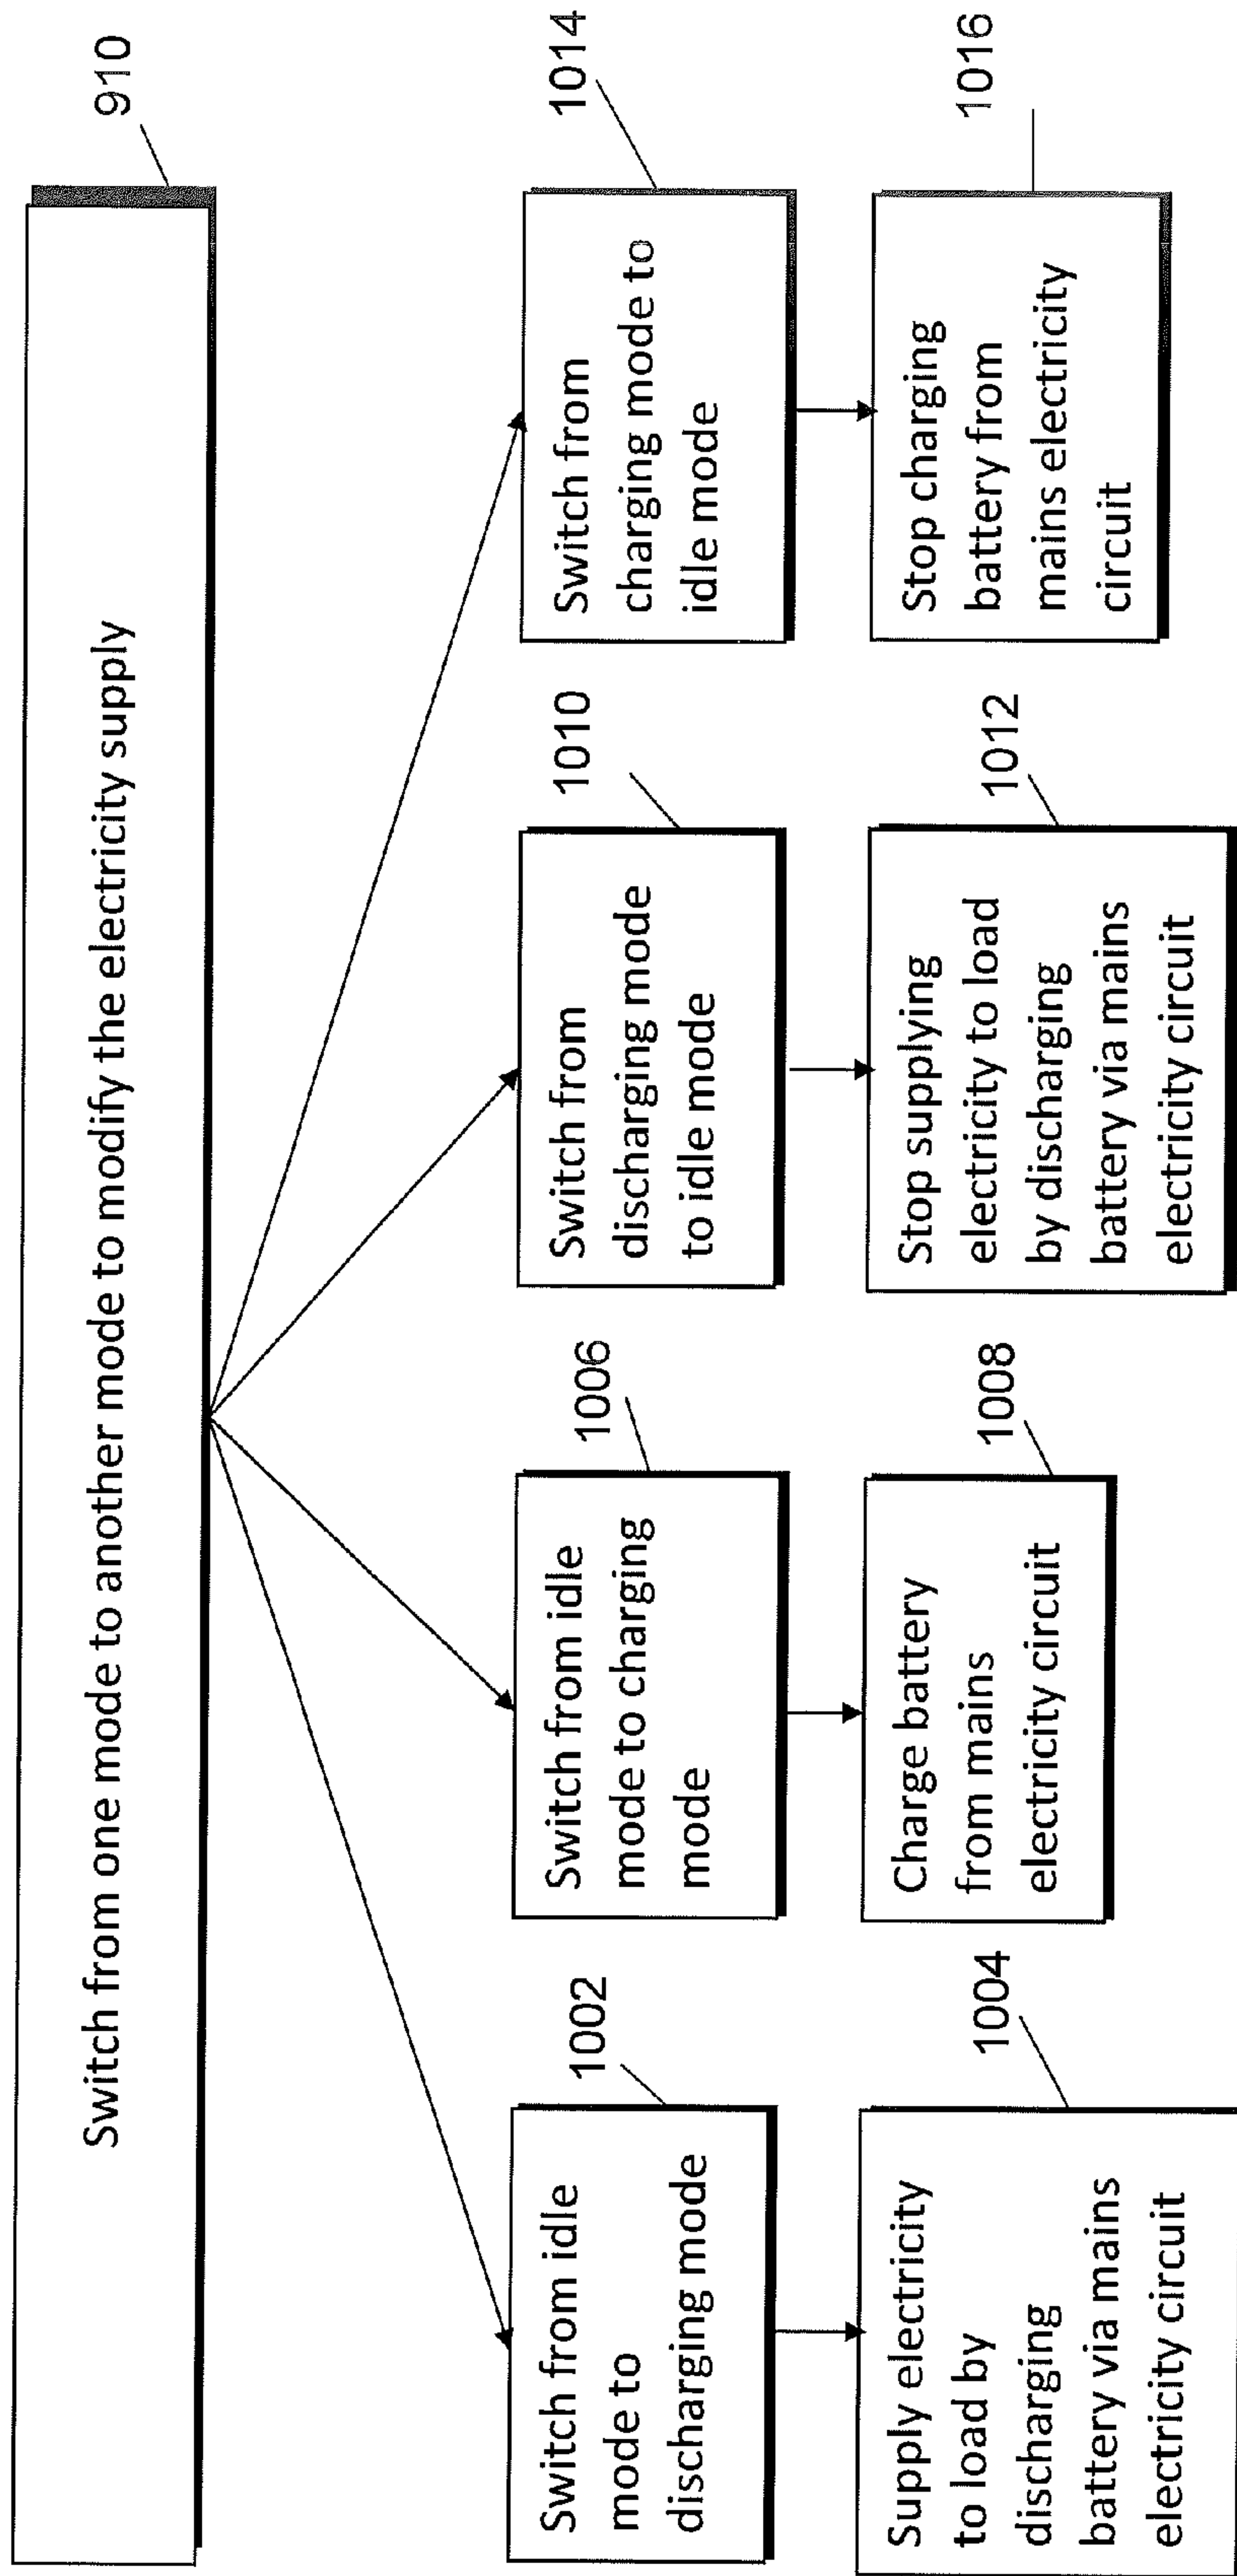 Switch from one mode to another mode to modify the electricity supply
910
1002
Switch from idle
mode to
discharging mode
1006
Switch from idle
mode to charging
mode
1010
Switch from
discharging mode
to idle mode
1014
Switch from
charging mode to
idle mode
1004
Supply electricity
to load by
discharging
battery via mains
electricity circuit
1008
Charge battery
from mains
electricity circuit
1012
Stop supplying
electricity to load
by discharging
battery via mains
electricity circuit
1016
Stop charging
battery from
mains electricity
circuit